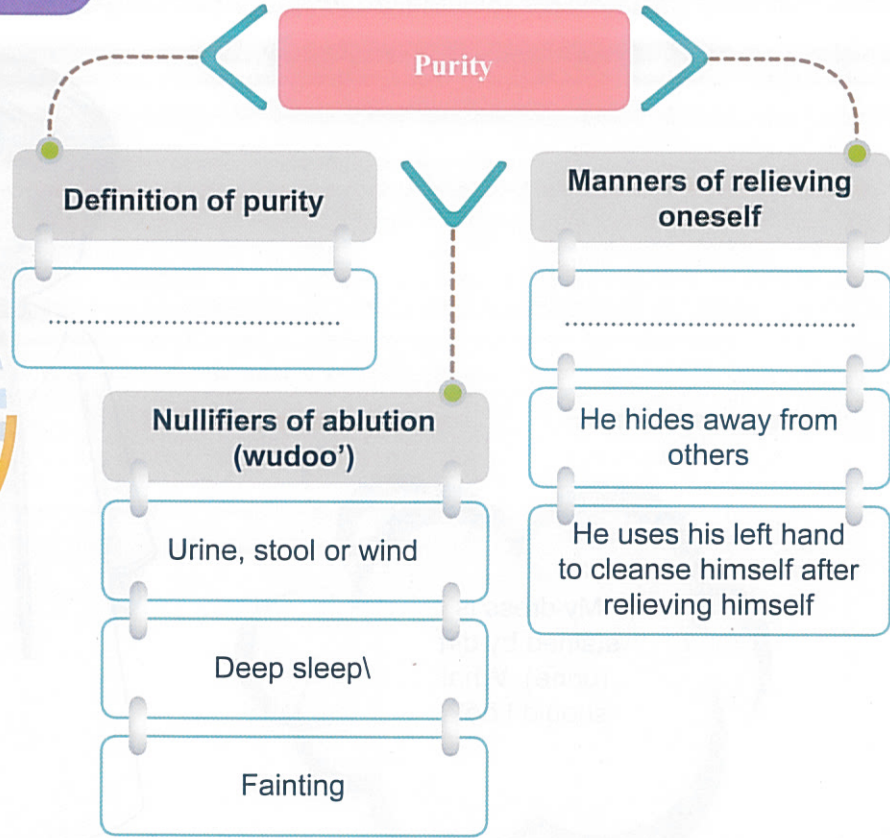 Purity
Definition of purity
......................................
Manners of relieving
oneself
......................................
He hides away from
others
He uses his left hand
to cleanse himself after
relieving himself
Nullifiers of ablution
(wudoo’)
Urine, stool or wind
Deep sleep\
Fainting